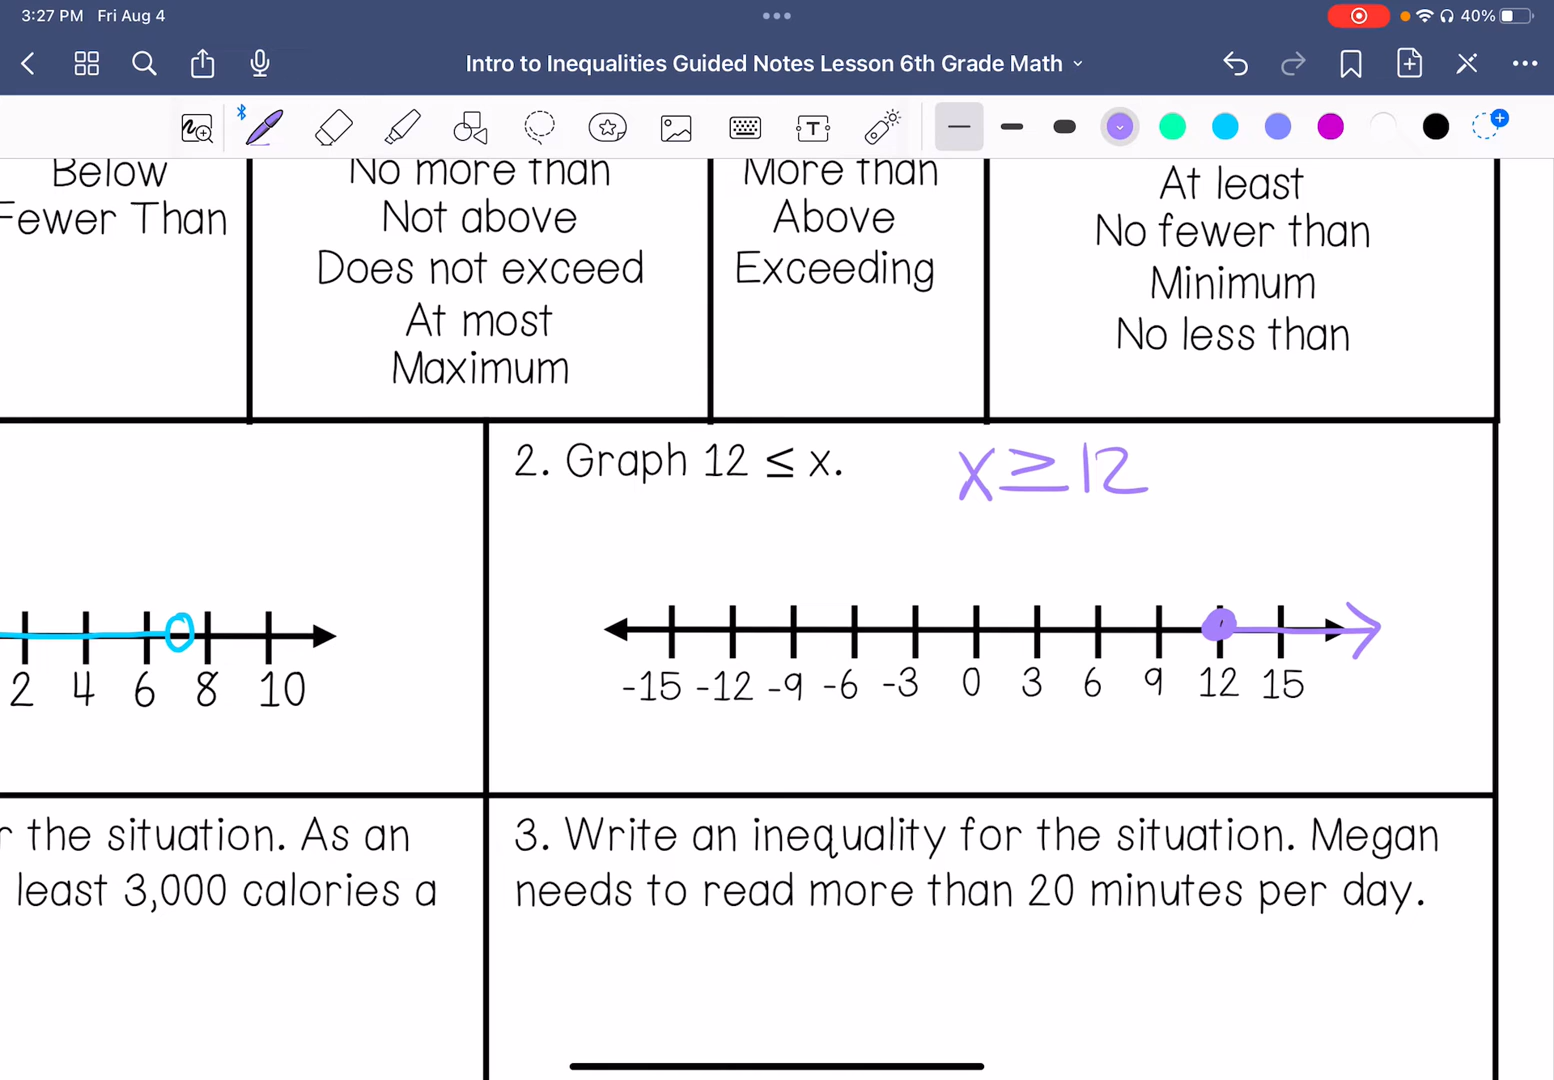 3:27 PM Fri Aug 4
40%
Intro to Inequalities Guided Notes Lesson 6th Grade Math
Below
Fewer Than
No more than
Not above
Does not exceed
At most
Maximum
More than
Above
Exceeding
At least
No fewer than
Minimum
No less than
2 4 6 8 10
2. Graph 12 ≤ x.
x ≥ 12
-15 -12 -9 -6 -3 0 3 6 9 12 15
r the situation. As an
least 3,000 calories a
3. Write an inequality for the situation. Megan
needs to read more than 20 minutes per day.